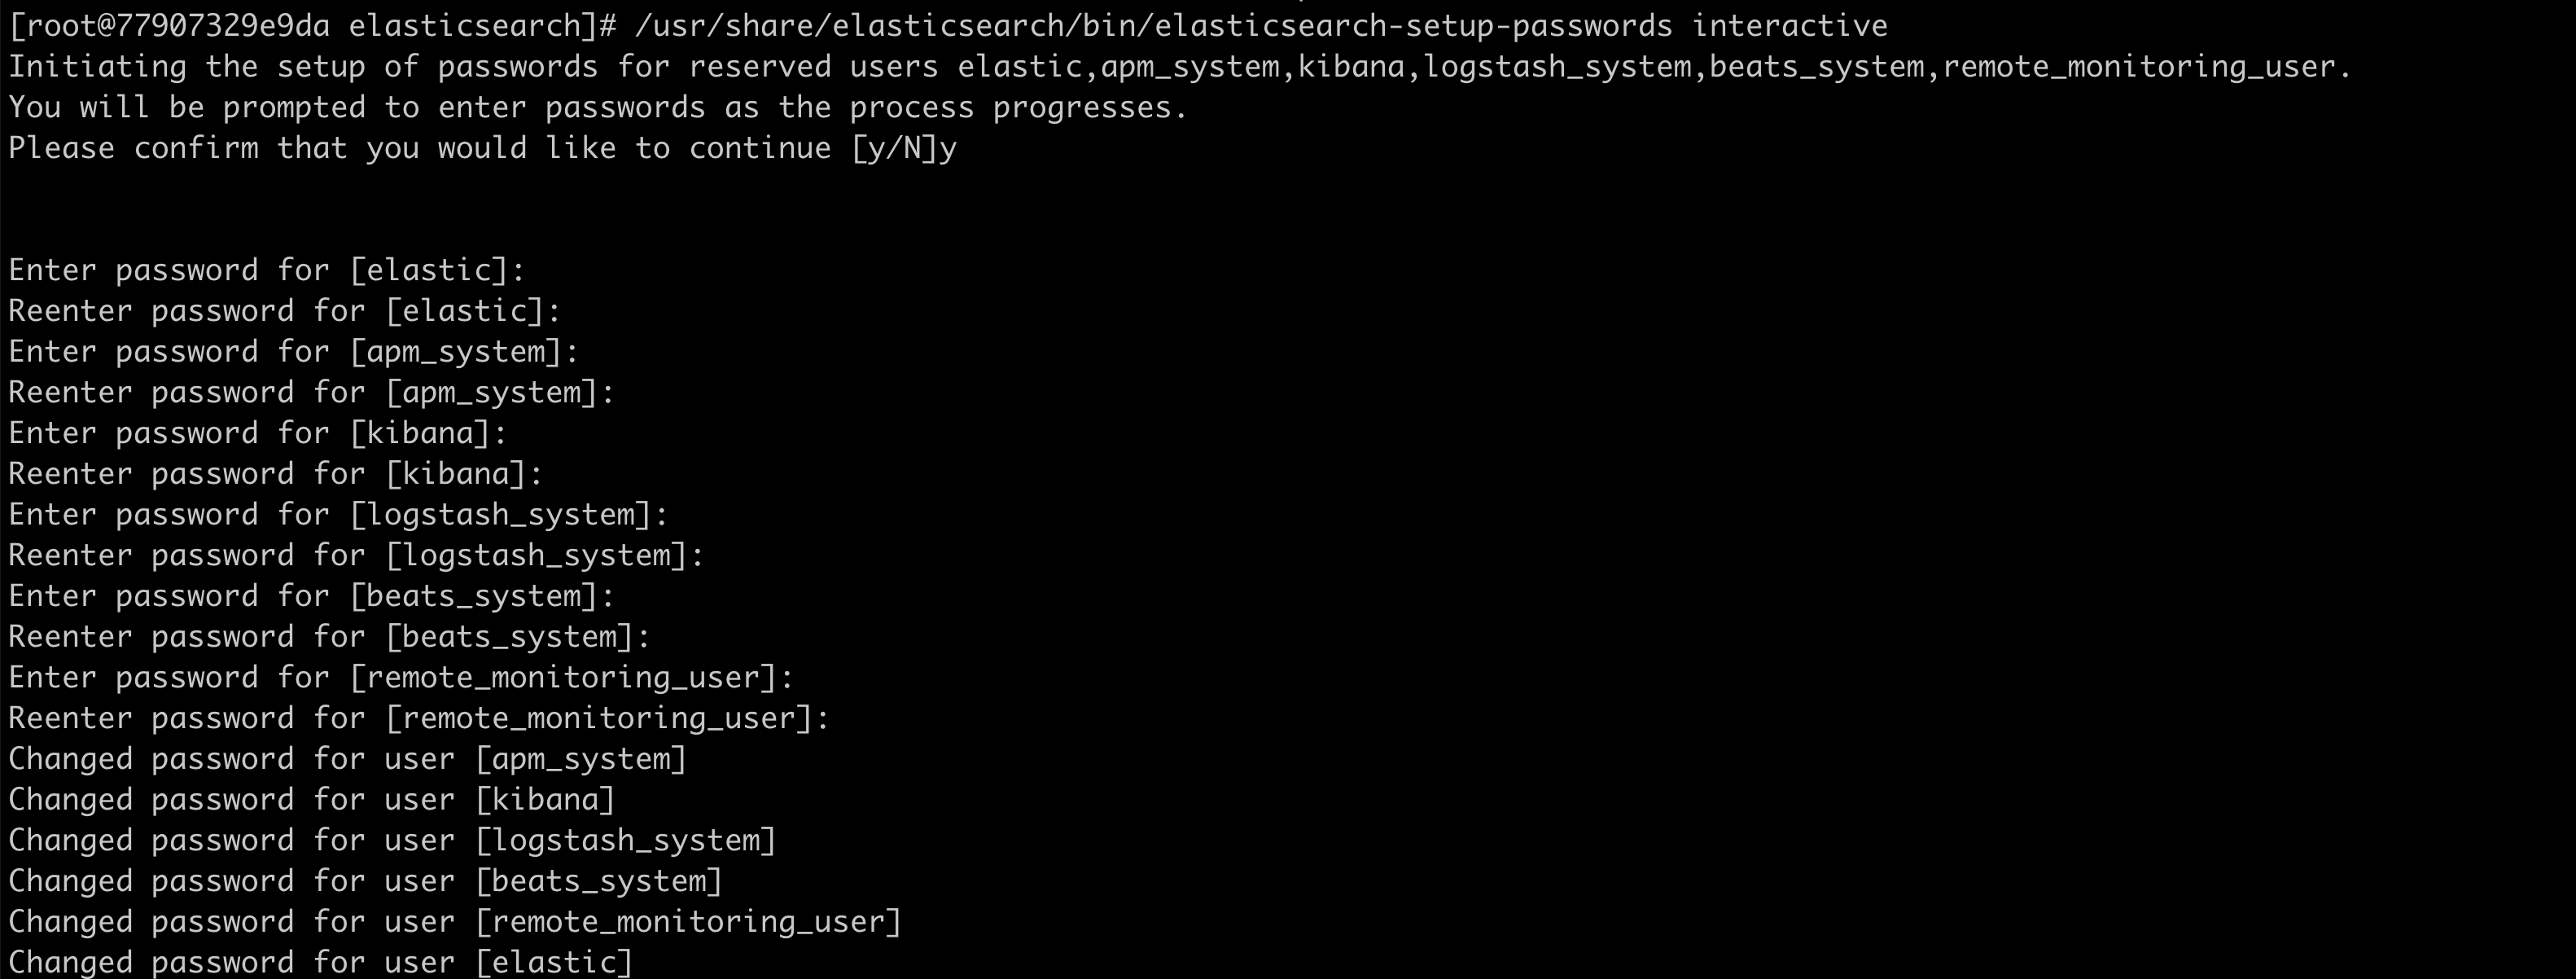 [root@77907329e9da elasticsearch]# /usr/share/elasticsearch/bin/elasticsearch-setup-passwords interactive
Initiating the setup of passwords for reserved users elastic,apm_system,kibana,logstash_system,beats_system,remote_monitoring_user.
You will be prompted to enter passwords as the process progresses.
Please confirm that you would like to continue [y/N]y
Enter password for [elastic]:
Reenter password for [elastic]:
Enter password for [apm_system]:
Reenter password for [apm_system]:
Enter password for [kibana]:
Reenter password for [kibana]:
Enter password for [logstash_system]:
Reenter password for [logstash_system]:
Enter password for [beats_system]:
Reenter password for [beats_system]:
Enter password for [remote_monitoring_user]:
Reenter password for [remote_monitoring_user]:
Changed password for user [apm_system]
Changed password for user [kibana]
Changed password for user [logstash_system]
Changed password for user [beats_system]
Changed password for user [remote_monitoring_user]
Changed password for user [elastic]